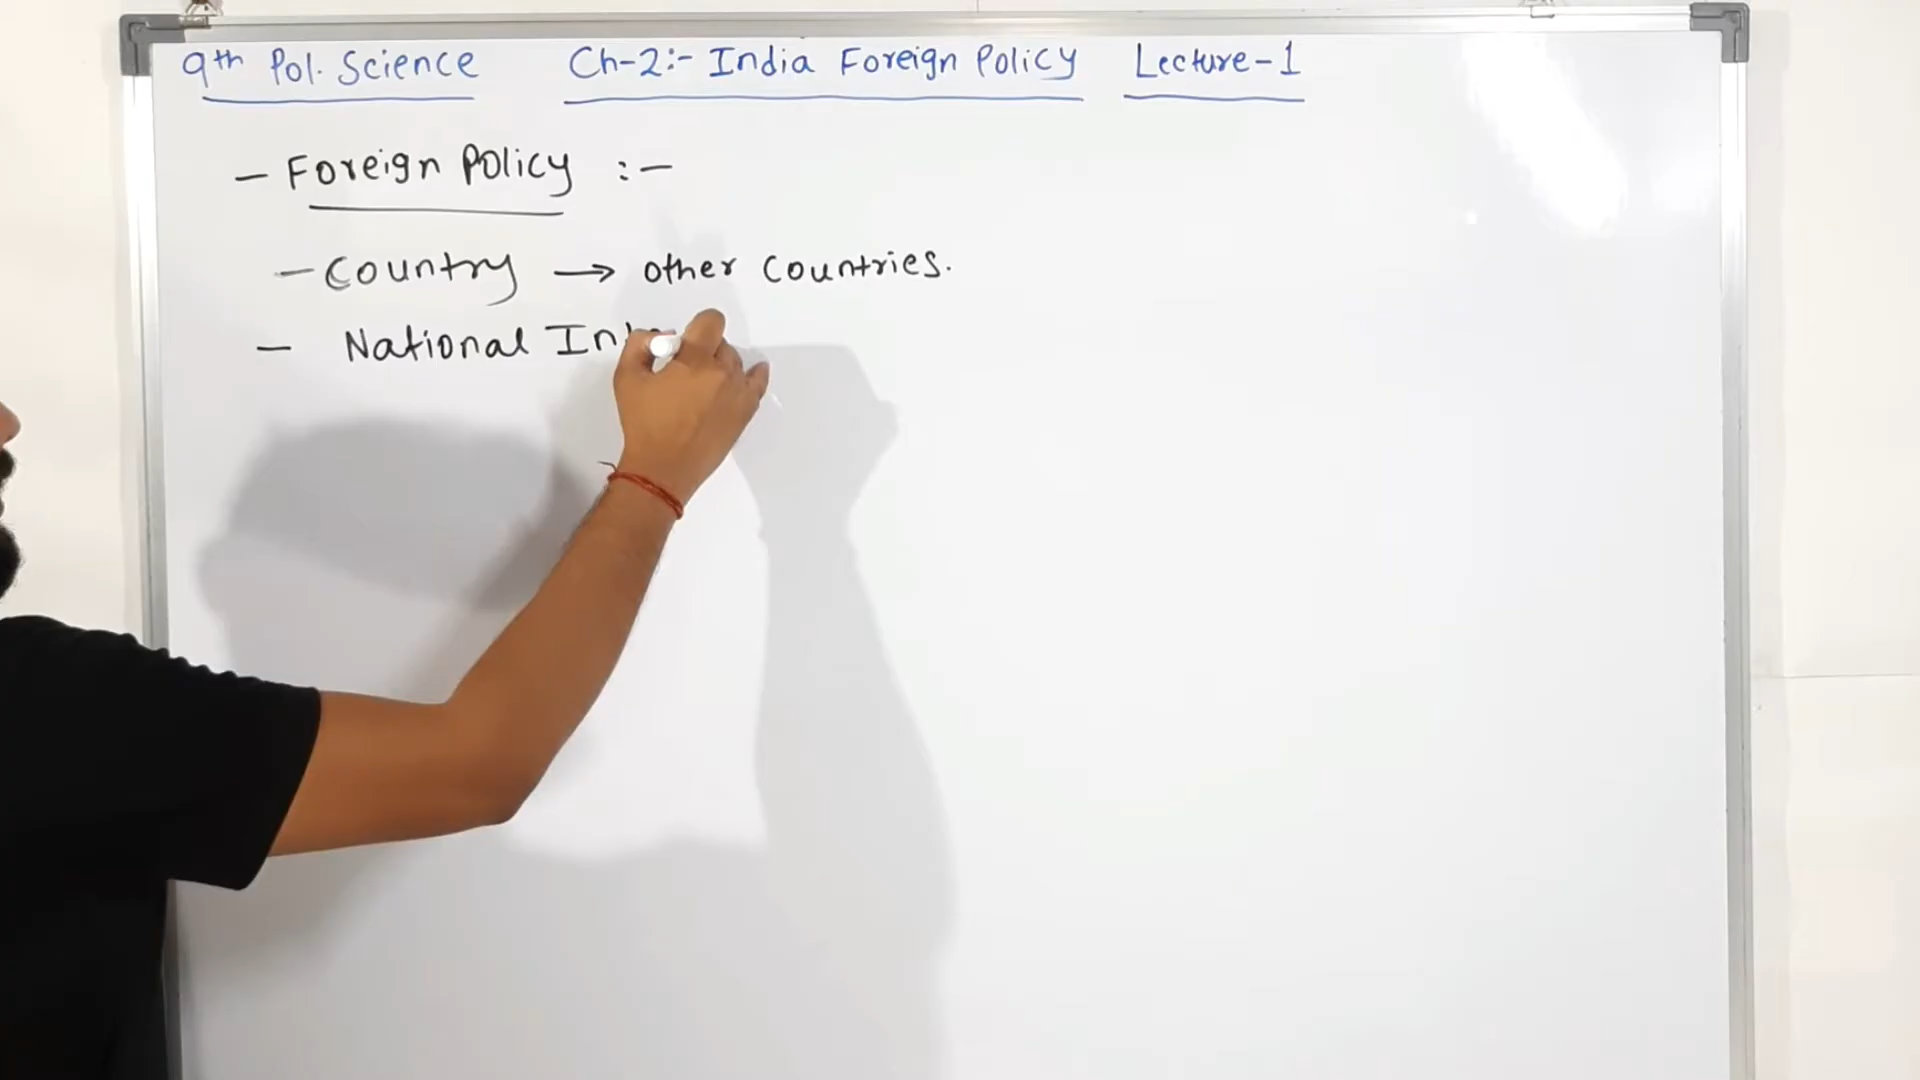 9th Pol. Science Ch-2:- India Foreign Policy Lecture-1
- Foreign Policy :-
- Country → other countries.
- National